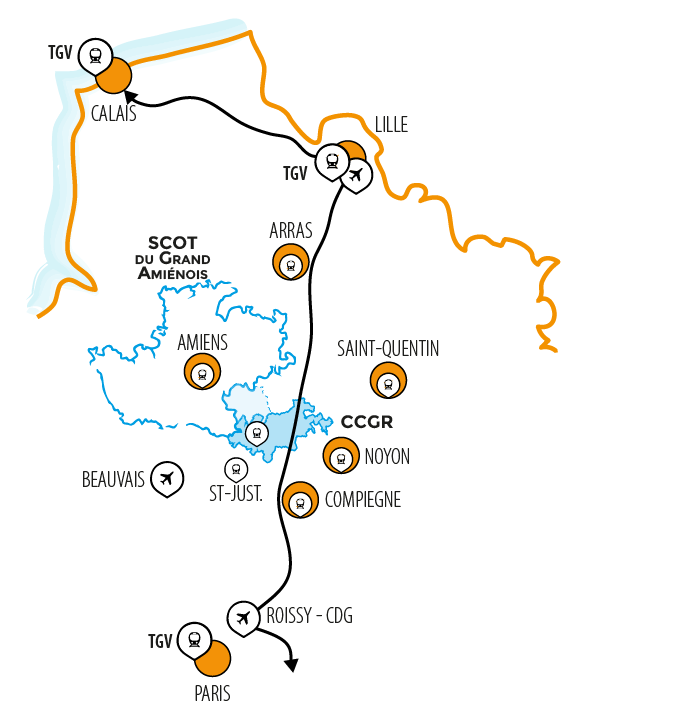 TGV
CALAIS
LILLE
TGV
ARRAS
SCOT
DU GRAND
AMIÉNOIS
AMIENS
SAINT-QUENTIN
CCGR
NOYON
BEAUVAIS
ST-JUST.
COMPIEGNE
ROISSY - CDG
TGV
PARIS